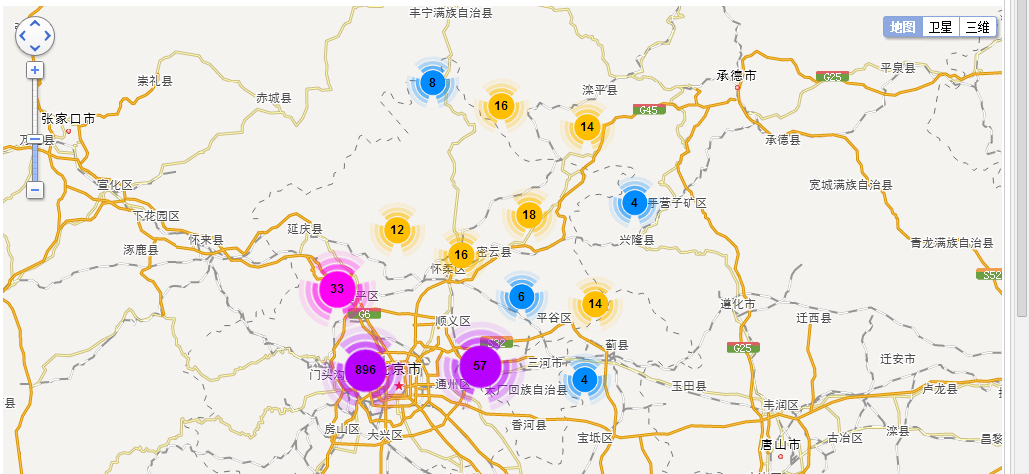 丰宁满族自治县
地图 卫星 三维
8
崇礼县
赤城县
16
滦平县
承德市
G25
平泉县
G45
14
张家口市
承德县
宣化区
宽城满族自治县
下花园区
4
手营子矿区
18
12
延庆县
怀来县
涿鹿县
兴隆县
青龙满族自治县
密云县
16
怀柔区
S52
33
平区
6
14
遵化市
G6
平谷区
迁西县
顺义区
蓟县
G25
三河市
迁安市
896
京市
57
门头沟
通州区
4
回族自治县
玉田县
卢龙县
丰润区
香河县
房山区
大兴区
宝坻区
唐山市
古冶区
滦县
昌黎
县